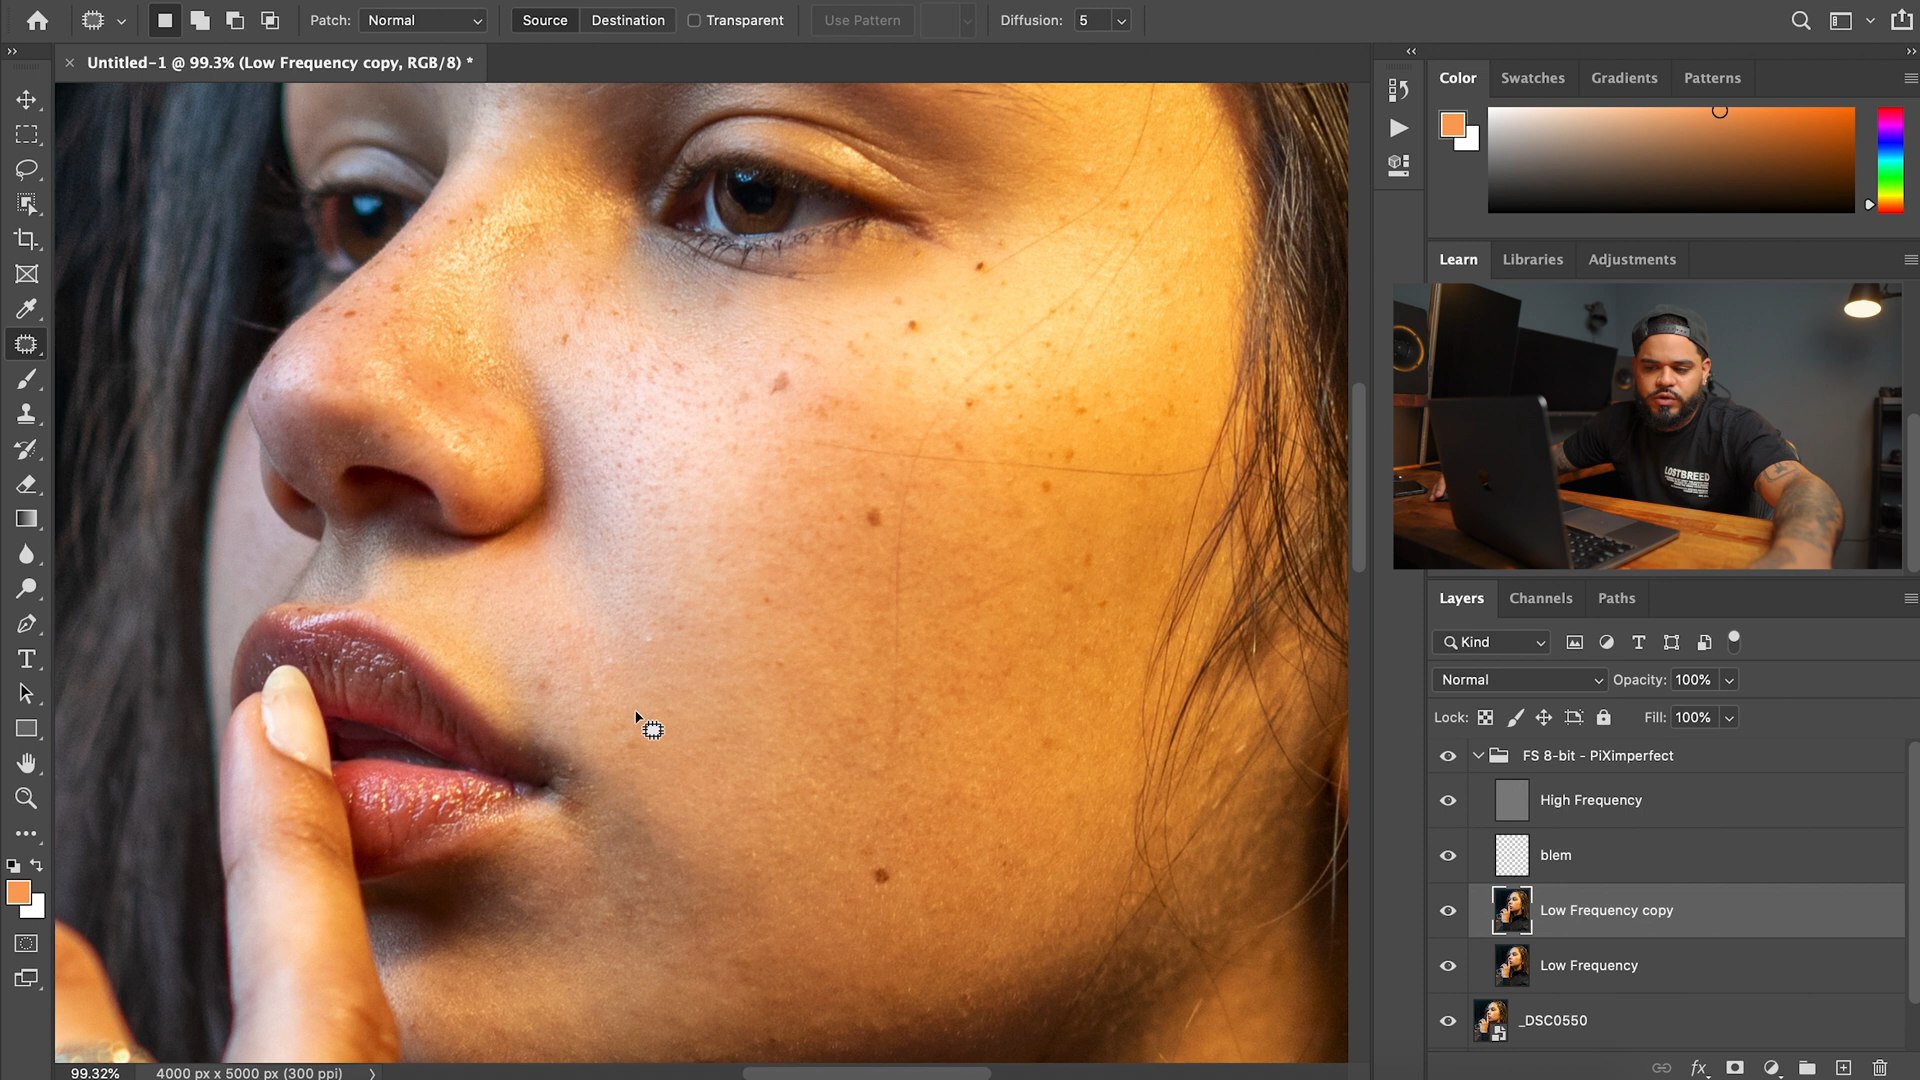 Patch: Normal Source Destination Transparent Use Pattern Diffusion: 5
Untitled-1 @ 99.3% (Low Frequency copy, RGB/8) *
Color Swatches Gradients Patterns
Learn Libraries Adjustments
LOSTBREED
Layers Channels Paths
Kind
Normal Opacity: 100%
Lock: Fill: 100%
FS 8-bit - PiXimperfect
High Frequency
blem
Low Frequency copy
Low Frequency
_DSC0550
fx
99.32% 4000 px x 5000 px (300 ppi)